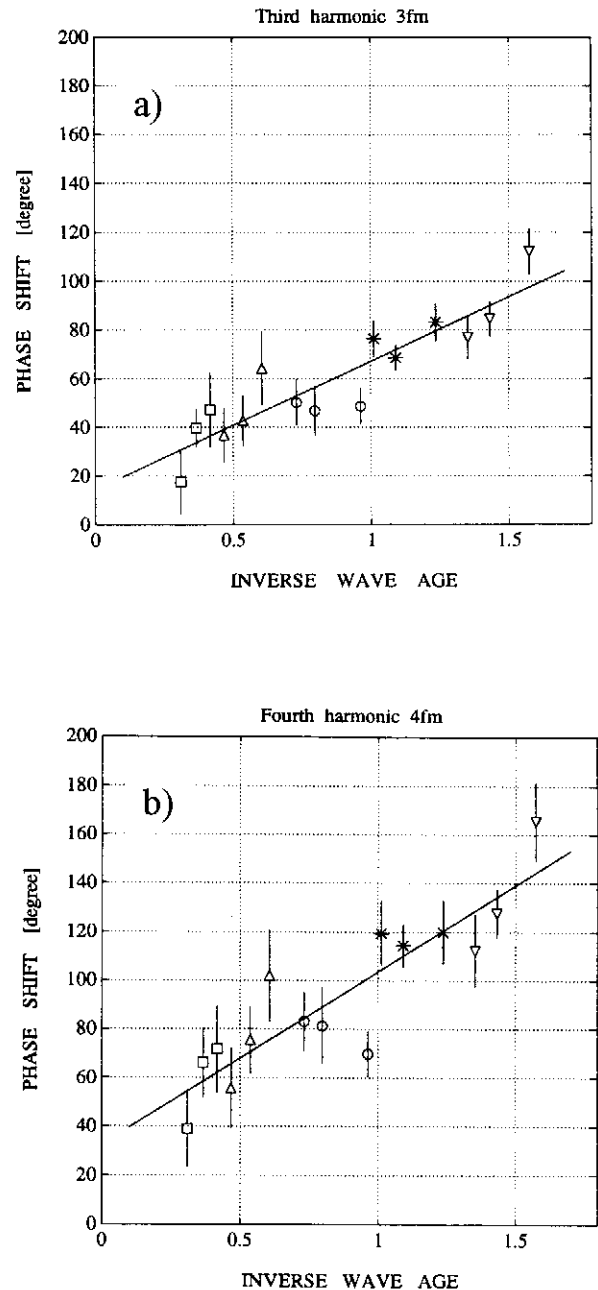 Third harmonic 3fm
200
180
160
140
120
100
80
60
40
20
0
a)
PHASE SHIFT [degree]
0 0.5 1 1.5
INVERSE WAVE AGE
Fourth harmonic 4fm
200
180
160
140
120
100
80
60
40
20
0
b)
PHASE SHIFT [degree]
0 0.5 1 1.5
INVERSE WAVE AGE